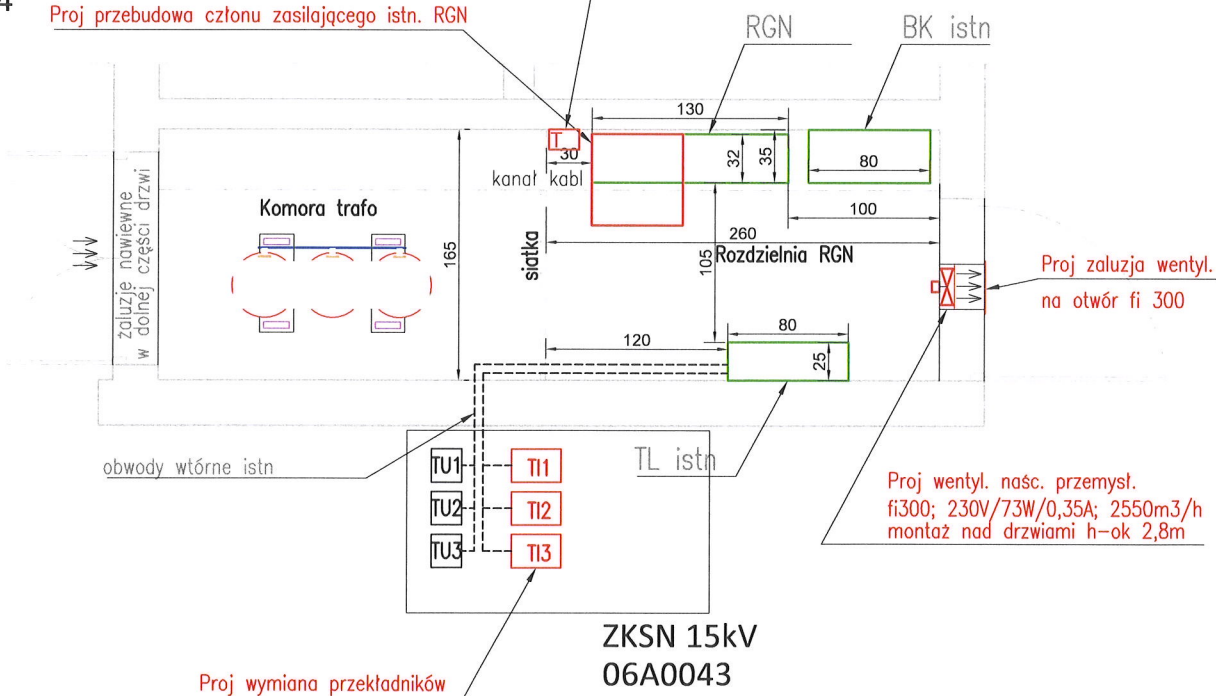 4
Proj przebudowa członu zasilającego istn. RGN
RGN
BK istn
130
T
30
32
35
80
kanał kabl
100
Komora trafo
żaluzje nawiewne
w dolnej części drzwi
165
siatka
260
105
Rozdzielnia RGN
Proj żaluzja wentyl.
na otwór fi 300
120
80
25
obwody wtórne istn
TL istn
TU1
TI1
TU2
TI2
TU3
TI3
Proj wentyl. naśc. przemysł.
fi300; 230V/73W/0,35A; 2550m3/h
montaż nad drzwiami h-ok 2,8m
ZKSN 15kV
06A0043
Proj wymiana przekładników